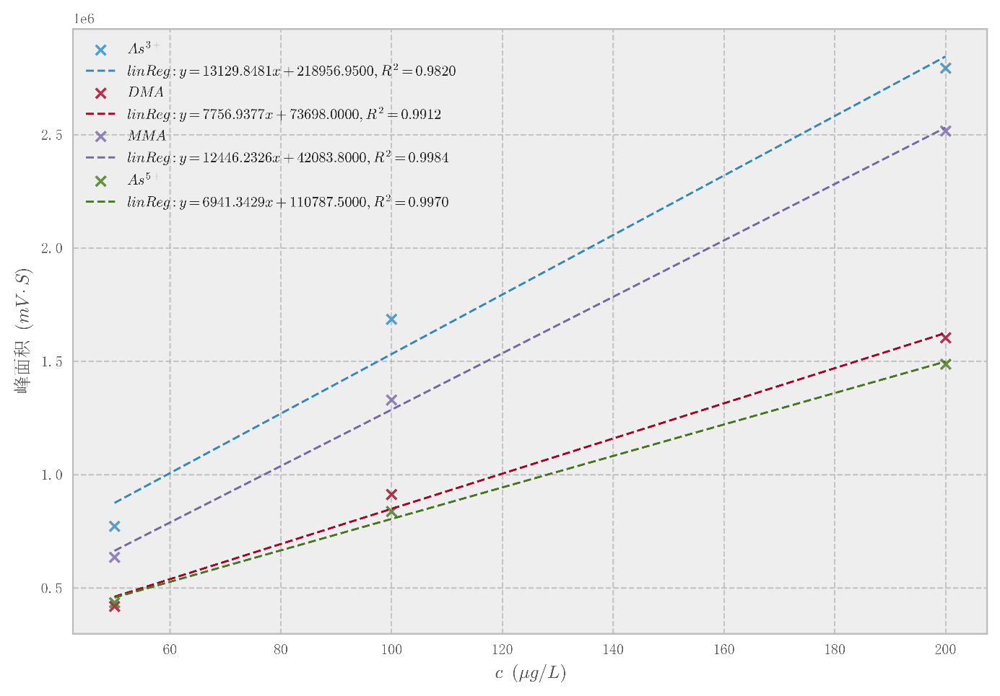 1e6
As³⁺
linReg: y = 13129.8481x + 218956.9500, R² = 0.9820
DMA
linReg: y = 7756.9377x + 73698.0000, R² = 0.9912
MMA
linReg: y = 12446.2326x + 42083.8000, R² = 0.9984
As⁵⁺
linReg: y = 6941.3429x + 110787.5000, R² = 0.9970
2.5
2.0
1.5
1.0
0.5
峰面积 (mV · S)
60 80 100 120 140 160 180 200
c (μg/L)